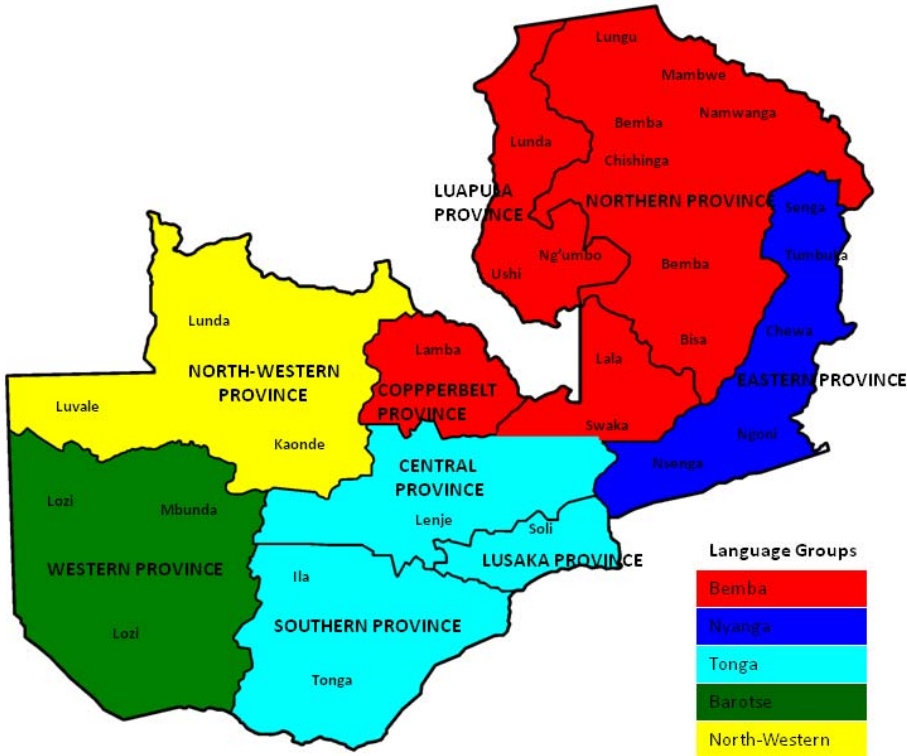 Lungu
Mambwe
Namwanga
Bemba
Lunda
Chishinga
LUAPULA
PROVINCE
NORTHERN PROVINCE
Senga
Tumbuka
Ng'umbo
Ushi
Bemba
Lunda
Chewa
Bisa
Lamba
Lala
NORTH-WESTERN
PROVINCE
COPPPERBELT
PROVINCE
EASTERN PROVINCE
Luvale
Swaka
Ngoni
Kaonde
Nsenga
CENTRAL
PROVINCE
Lozi
Mbunda
Lenje
Soli
LUSAKA PROVINCE
WESTERN PROVINCE
Ila
Lozi
SOUTHERN PROVINCE
Tonga
Language Groups
Bemba
Nyanga
Tonga
Barotse
North-Western